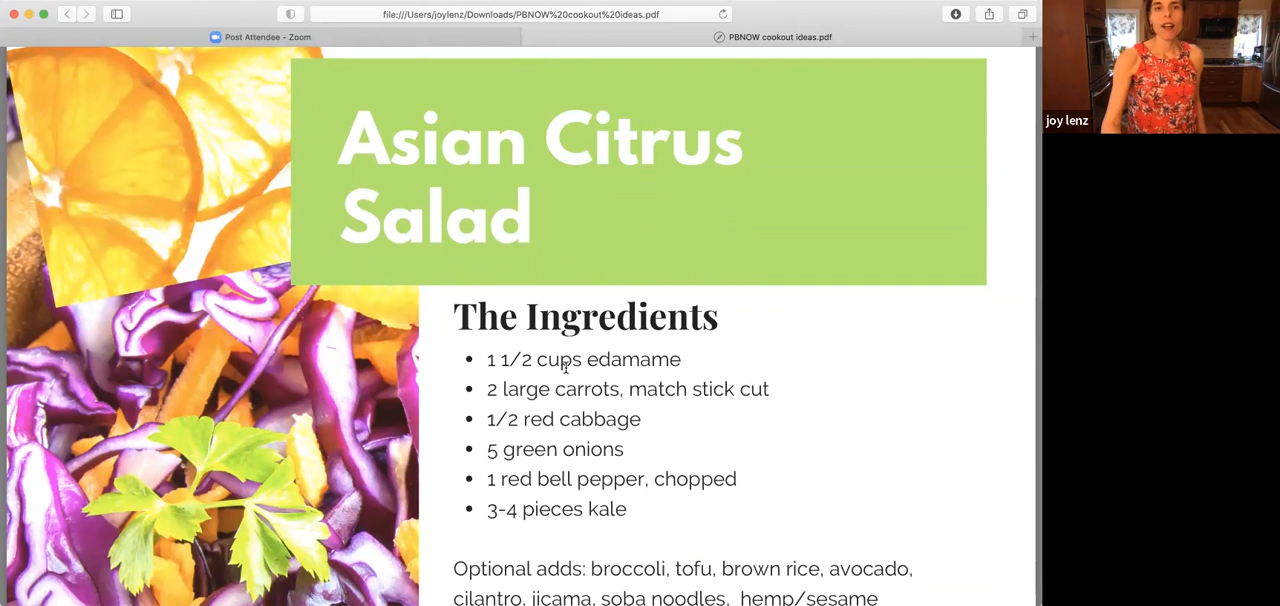 file:///Users/joylenz/Downloads/PBNOW%20cookout%20ideas.pdf
Post Attendee - Zoom
PBNOW cookout ideas.pdf
joy lenz
Asian Citrus
Salad
The Ingredients
• 1 1/2 cups edamame
• 2 large carrots, match stick cut
• 1/2 red cabbage
• 5 green onions
• 1 red bell pepper, chopped
• 3-4 pieces kale
Optional adds: broccoli, tofu, brown rice, avocado,
cilantro, jicama, soba noodles, hemp/sesame